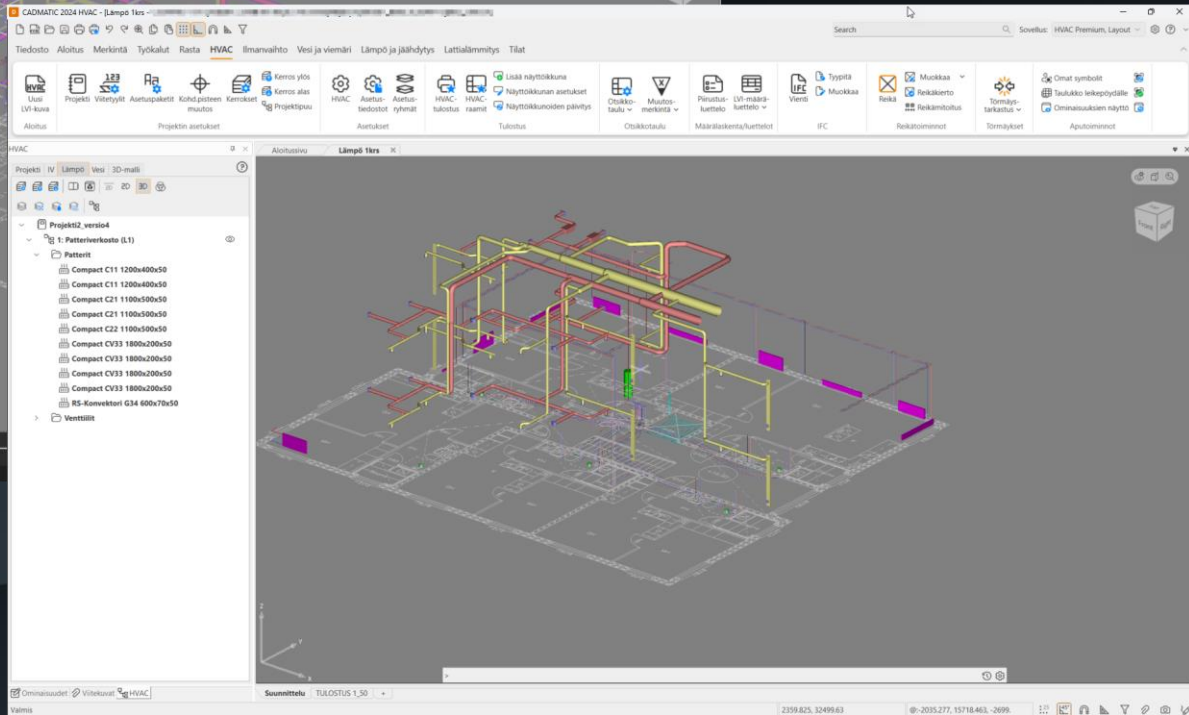 CADMATIC 2024 HVAC - [Lämpö 1krs -
Search
Sovellus: HVAC Premium, Layout
Tiedosto Aloitus Merkintä Työkalut Rasta HVAC Ilmanvaihto Vesi ja viemäri Lämpö ja jäähdytys Lattialämmitys Tilat
HVAC
Uusi LVI-kuva
Projekti
123
Viitetyylit
Asetuspaketit
Kohd.pisteen muutos
Kerrokset
Kerros ylös
Kerros alas
Projektipuu
HVAC
Asetus-tiedostot
Asetus-ryhmät
HVAC-tulostus
HVAC-raamit
Lisää näyttöikkuna
Näyttöikkunan asetukset
Näyttöikkunoiden päivitys
Otsikko-taulu
Muutos-merkintä
Piirustus-luettelo
LVI-määrä-luettelo
IFC
Vienti
Tyypitä
Muokkaa
Reikä
Muokkaa
Reikäkierto
Reikämitoitus
Törmäys-tarkastus
Omat symbolit
Taulukko leikepöydälle
Ominaisuuksien näyttö
Aloitus
Projektin asetukset
Asetukset
Tulostus
Otsikkotaulu
Määrälaskenta/luettelot
IFC
Reikätoiminnot
Törmäykset
Aputoiminnot
HVAC
Aloitussivu
Lämpö 1krs
Projekti IV Lämpö Vesi 3D-malli
2D 3D
Projekti2_versio4
1: Patteriverkosto (L1)
Patterit
Compact C11 1200x400x50
Compact C11 1200x400x50
Compact C21 1100x500x50
Compact C21 1100x500x50
Compact C22 1100x500x50
Compact CV33 1800x200x50
Compact CV33 1800x200x50
Compact CV33 1800x200x50
Compact CV33 1800x200x50
RS-Konvektori G34 600x70x50
Venttiilit
Front
Right
Z
Y
X
>
Ominaisuudet Viitekuvat HVAC
Suunnittelu TULOSTUS 1_50 +
Valmis
2359.825, 32499.63
@:-2035.277, 15718.463, -2699.